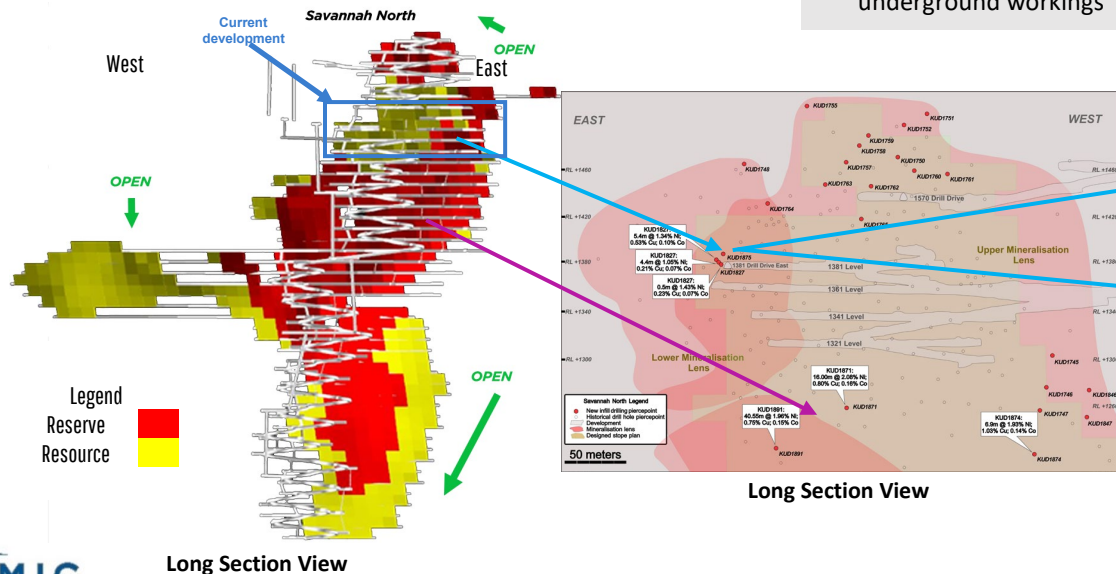 underground workings
Savannah North
Current
development
OPEN
West
East
OPEN
OPEN
Legend
Reserve
Resource
Long Section View
EAST
WEST
KUD1755
KUD1751
KUD1752
KUD1759
KUD1758
KUD1750
KUD1748
KUD1757
KUD1760
KUD1761
RL +1460
KUD1763
KUD1762
1570 Drill Drive
KUD1764
RL +1420
5.4m @ 1.34% Ni;
0.53% Cu; 0.10% Co
KUD1875
Upper Mineralisation
Lens
KUD1827:
4.4m @ 1.05% Ni;
0.21% Cu; 0.07% Co
RL +1380
1381 Drill Drive East
1381 Level
KUD1827
KUD1827:
0.5m @ 1.43% Ni;
0.23% Cu; 0.07% Co
1361 Level
RL +1340
1341 Level
1321 Level
RL +1300
Lower Mineralisation
Lens
KUD1745
KUD1871:
16.00m @ 2.08% Ni;
0.80% Cu; 0.16% Co
KUD1746
KUD1846
KUD1871
KUD1747
KUD1847
Savannah North Legend
New infill drilling piercepoint
Historical drill hole piercepoint
Development
Mineralisation lens
Designed stope plan
50 meters
KUD1891:
40.55m @ 1.96% Ni;
0.75% Cu; 0.15% Co
KUD1891
KUD1874:
6.9m @ 1.93% Ni;
1.03% Cu; 0.14% Co
KUD1874
Long Section View